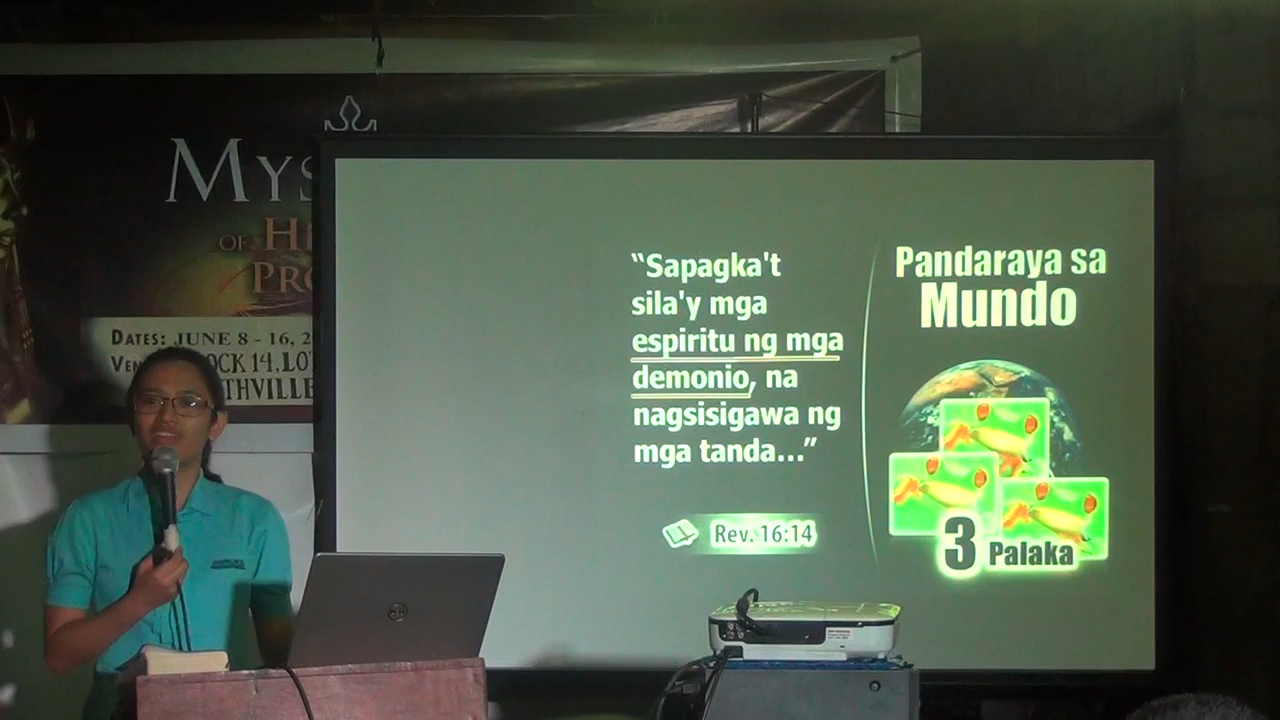 MYS
OF HI
PRO
DATES: JUNE 8 - 16, 2
VEN OCK 14, LO
THVILLE
“Sapagka't
sila'y mga
espiritu ng mga
demonio, na
nagsisigawa ng
mga tanda...”
Rev. 16:14
Pandaraya sa
Mundo
3 Palaka